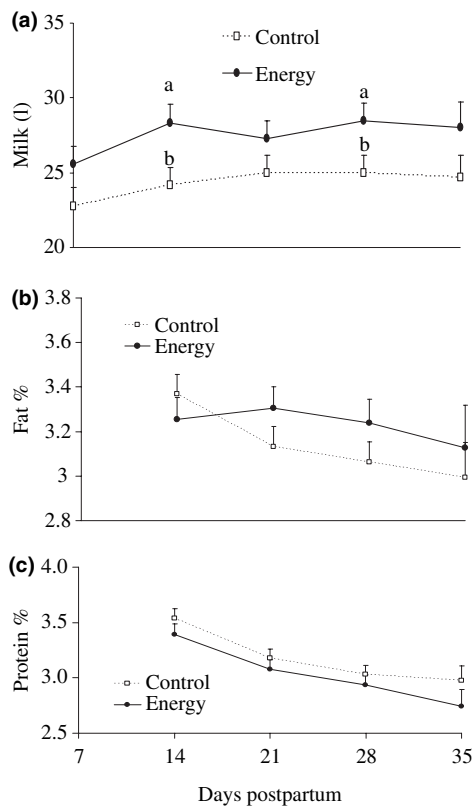 (a)
35
30
25
20
Milk (l)
Control
Energy
a
a
b
b
(b)
3.8
3.6
3.4
3.2
3
2.8
Fat %
Control
Energy
(c)
4.0
3.5
3.0
2.5
Protein %
Control
Energy
7 14 21 28 35
Days postpartum